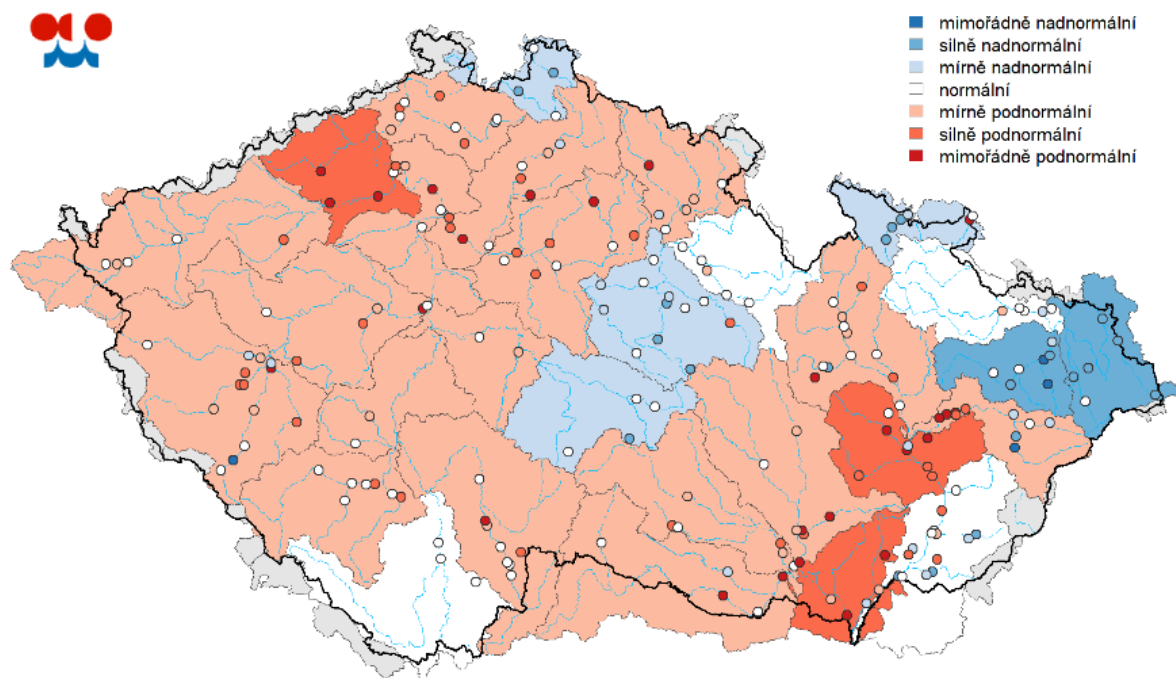 mimořádně nadnormální
silně nadnormální
mírně nadnormální
normální
mírně podnormální
silně podnormální
mimořádně podnormální